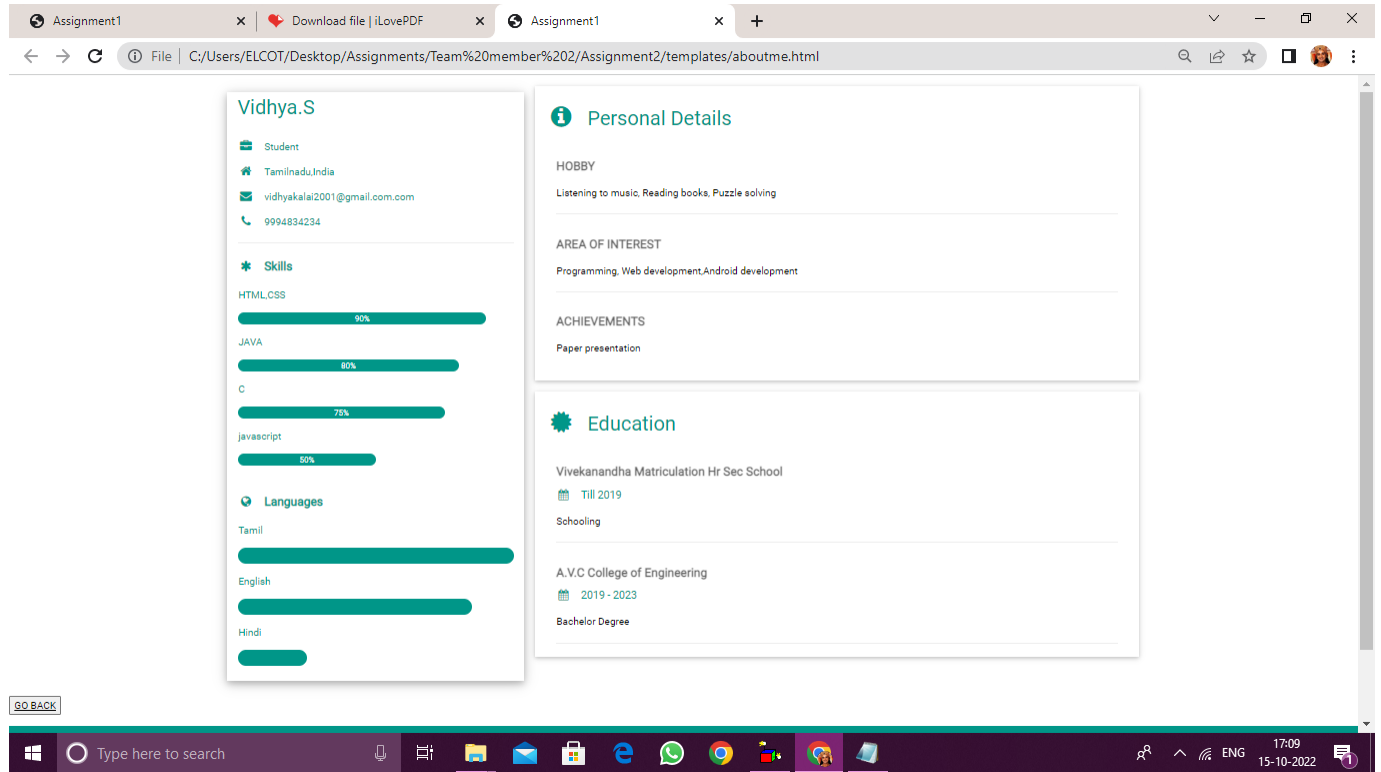 Assignment1
Download file | iLovePDF
Assignment1
File
C:/Users/ELCOT/Desktop/Assignments/Team%20member%202/Assignment2/templates/aboutme.html
Vidhya.S
Student
Tamilnadu,India
vidhyakalai2001@gmail.com.com
9994834234
Skills
HTML,CSS
90%
JAVA
80%
C
75%
javascript
50%
Languages
Tamil
English
Hindi
Personal Details
HOBBY
Listening to music, Reading books, Puzzle solving
AREA OF INTEREST
Programming, Web development,Android development
ACHIEVEMENTS
Paper presentation
Education
Vivekanandha Matriculation Hr Sec School
Till 2019
Schooling
A.V.C College of Engineering
2019 - 2023
Bachelor Degree
GO BACK
Type here to search
ENG
17:09
15-10-2022
1